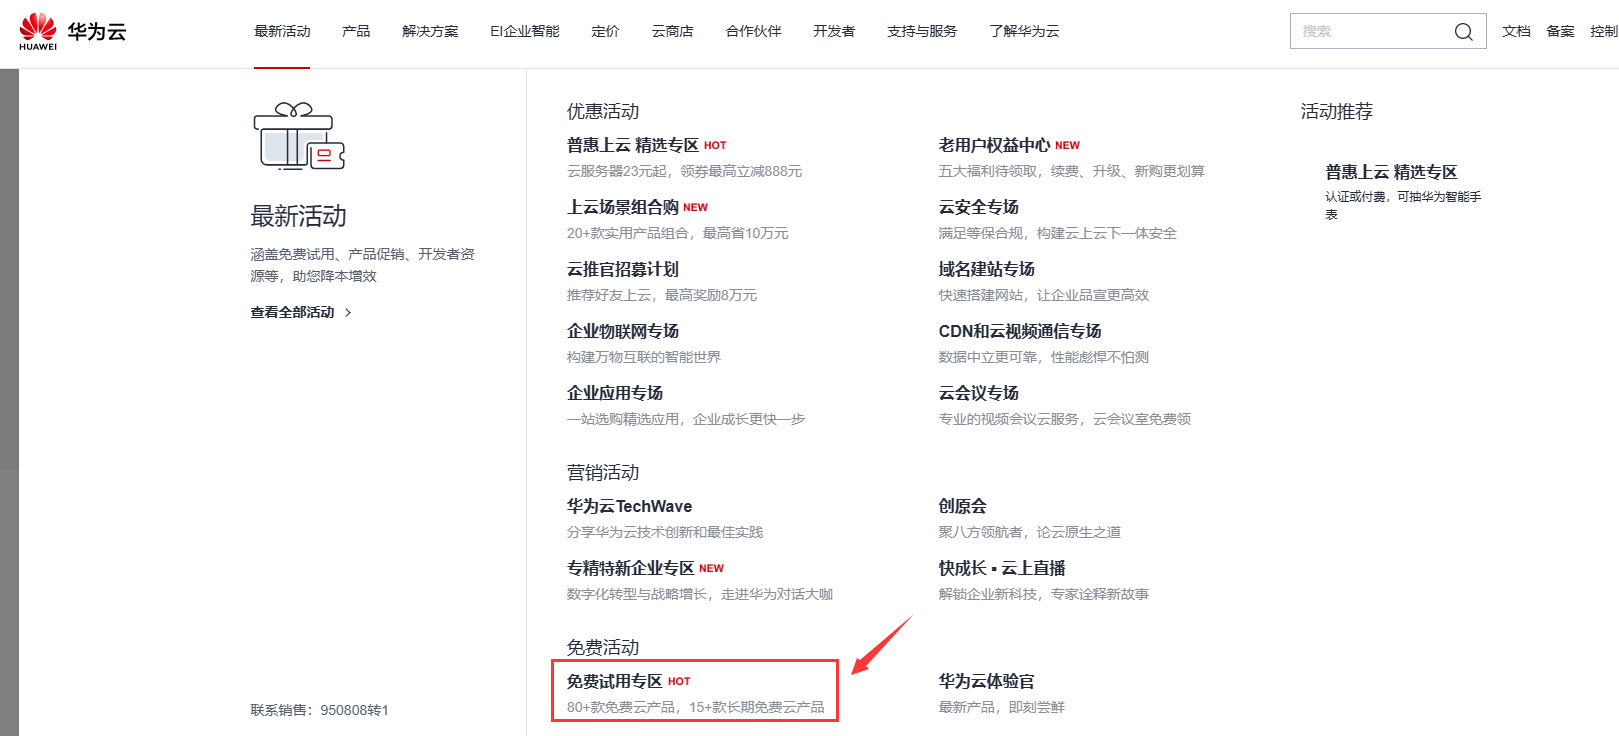 HUAWEI
华为云
最新活动 产品 解决方案 EI企业智能 定价 云商店 合作伙伴 开发者 支持与服务 了解华为云
搜索
文档 备案 控制
最新活动
涵盖免费试用、产品促销、开发者资
源等，助您降本增效
查看全部活动
联系销售：950808转1
优惠活动
普惠上云 精选专区 HOT
云服务器23元起，领券最高立减888元
老用户权益中心 NEW
五大福利待领取，续费、升级、新购更划算
上云场景组合购 NEW
20+款实用产品组合，最高省10万元
云安全专场
满足等保合规，构建云上云下一体安全
云推官招募计划
推荐好友上云，最高奖励8万元
域名建站专场
快速搭建网站，让企业品宣更高效
企业物联网专场
构建万物互联的智能世界
CDN和云视频通信专场
数据中立更可靠，性能彪悍不怕测
企业应用专场
一站选购精选应用，企业成长更快一步
云会议专场
专业的视频会议云服务，云会议室免费领
营销活动
华为云TechWave
分享华为云技术创新和最佳实践
创原会
聚八方领航者，论云原生之道
专精特新企业专区 NEW
数字化转型与战略增长，走进华为对话大咖
快成长 ▪ 云上直播
解锁企业新科技，专家诠释新故事
免费活动
免费试用专区 HOT
80+款免费云产品，15+款长期免费云产品
华为云体验官
最新产品，即刻尝鲜
活动推荐
普惠上云 精选专区
认证或付费，可抽华为智能手
表